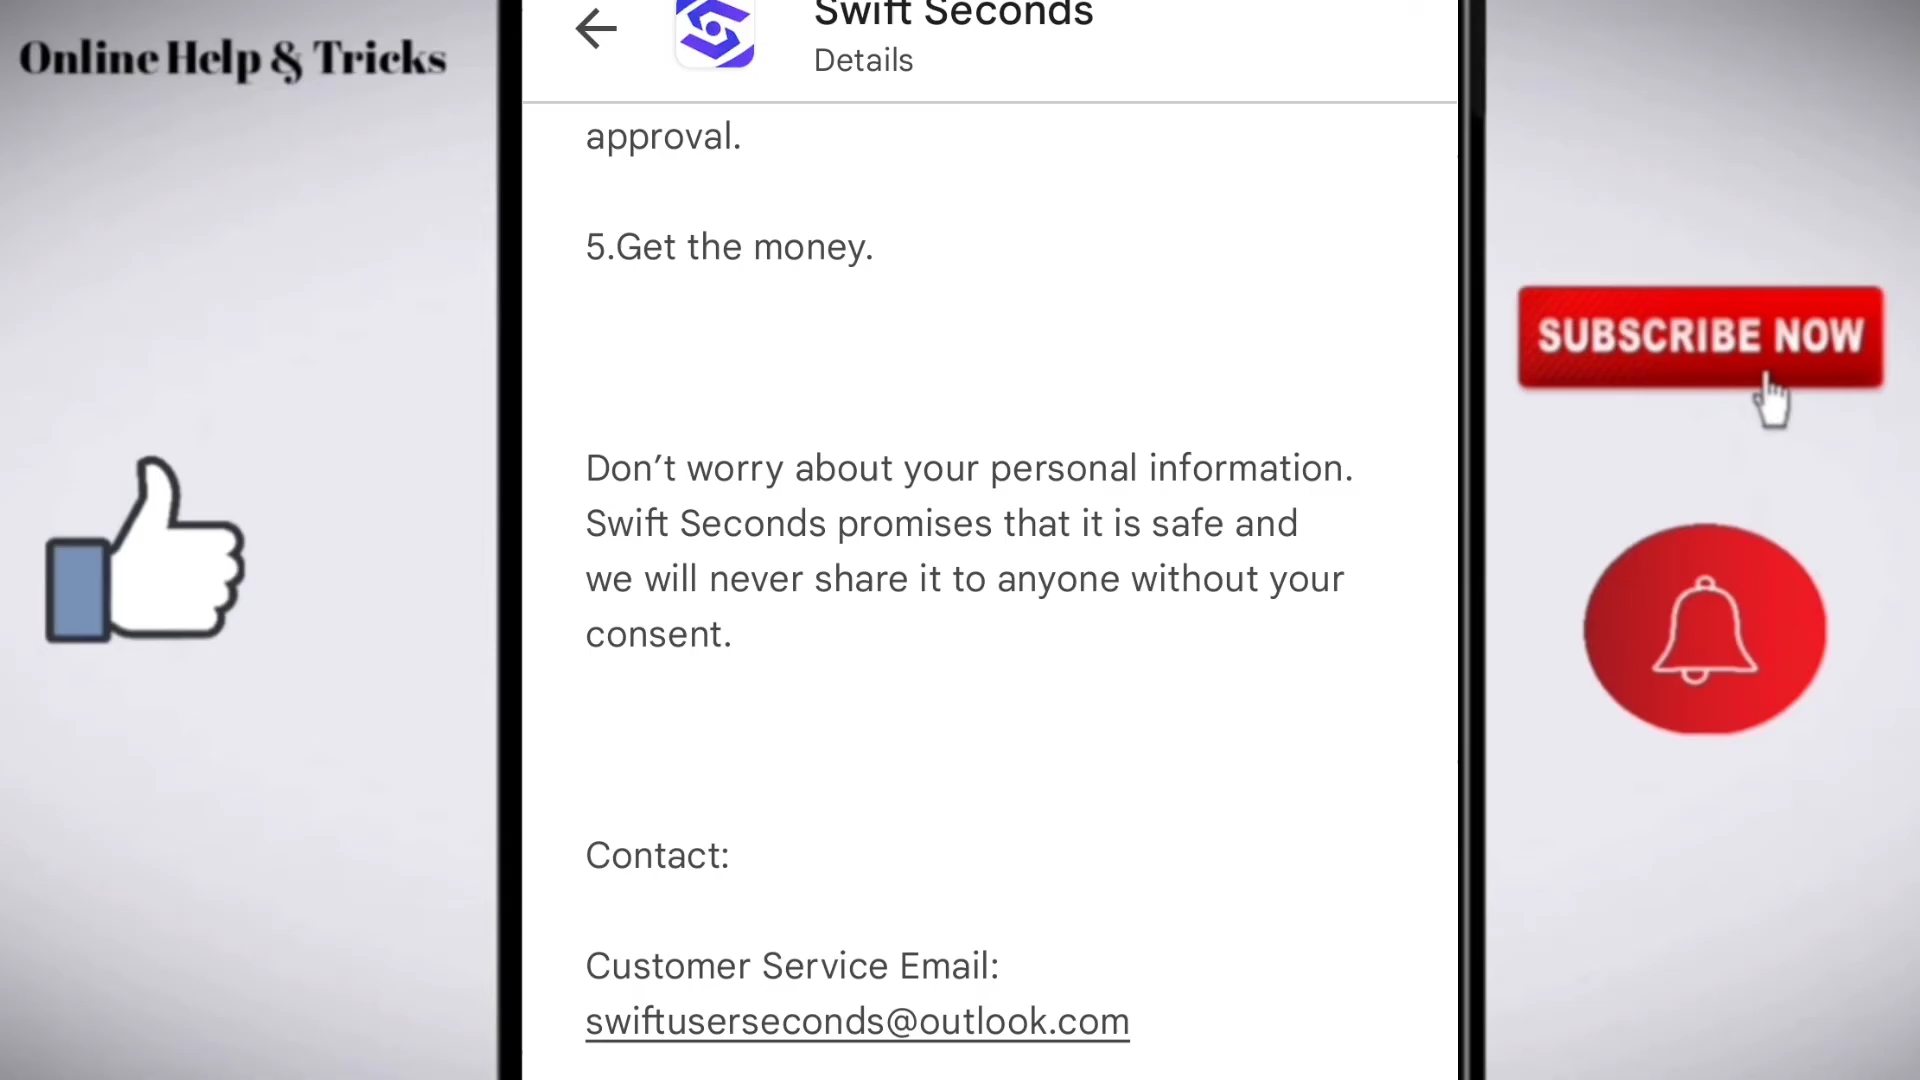 Online Help & Tricks
Swift Seconds
Details
approval.
5.Get the money.
Don’t worry about your personal information.
Swift Seconds promises that it is safe and
we will never share it to anyone without your
consent.
Contact:
Customer Service Email:
swiftuserseconds@outlook.com
SUBSCRIBE NOW